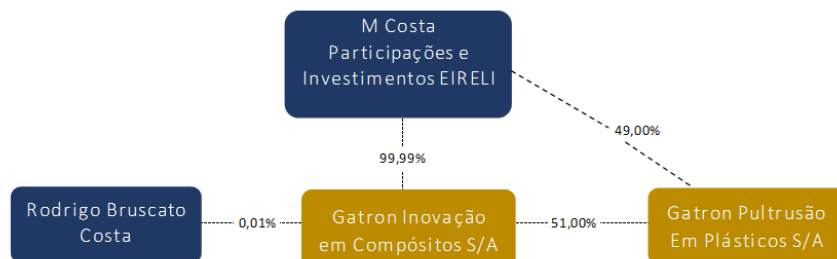 M Costa
Participações e
Investimentos EIRELI
49,00%
99,99%
Rodrigo Bruscato
Costa
0,01%
Gatron Inovação
em Compósitos S/A
51,00%
Gatron Pultrusão
Em Plásticos S/A